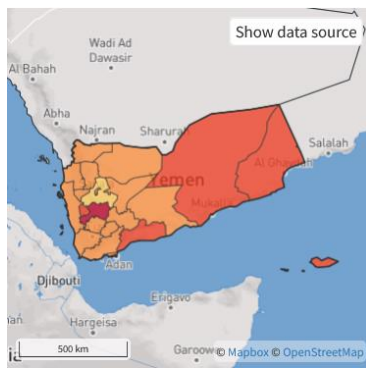 Show data source
Wadi Ad
Dawasir
Al Bahah
Abha
Najran
Sharurah
Salalah
Al Ghaydah
Yemen
Mukalla
Adan
Djibouti
Erigavo
Hargeisa
Garoowe
500 km
© Mapbox © OpenStreetMap